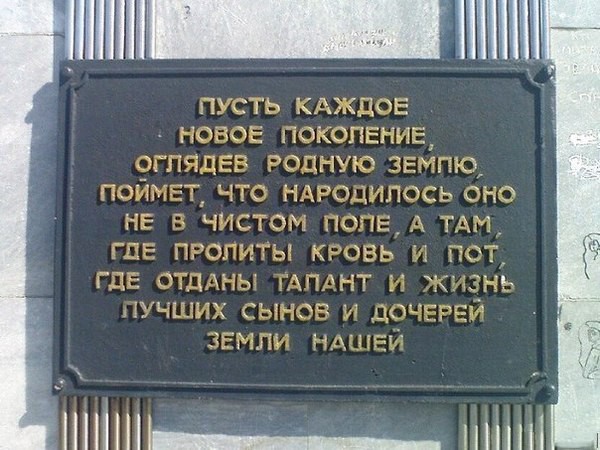 ПУСТЬ КАЖДОЕ
НОВОЕ ПОКОЛЕНИЕ,
ОГЛЯДЕВ РОДНУЮ ЗЕМЛЮ,
ПОЙМЕТ, ЧТО НАРОДИЛОСЬ ОНО
НЕ В ЧИСТОМ ПОЛЕ, А ТАМ,
ГДЕ ПРОЛИТЫ КРОВЬ И ПОТ,
ГДЕ ОТДАНЫ ТАЛАНТ И ЖИЗНЬ
ЛУЧШИХ СЫНОВ И ДОЧЕРЕЙ
ЗЕМЛИ НАШЕЙ